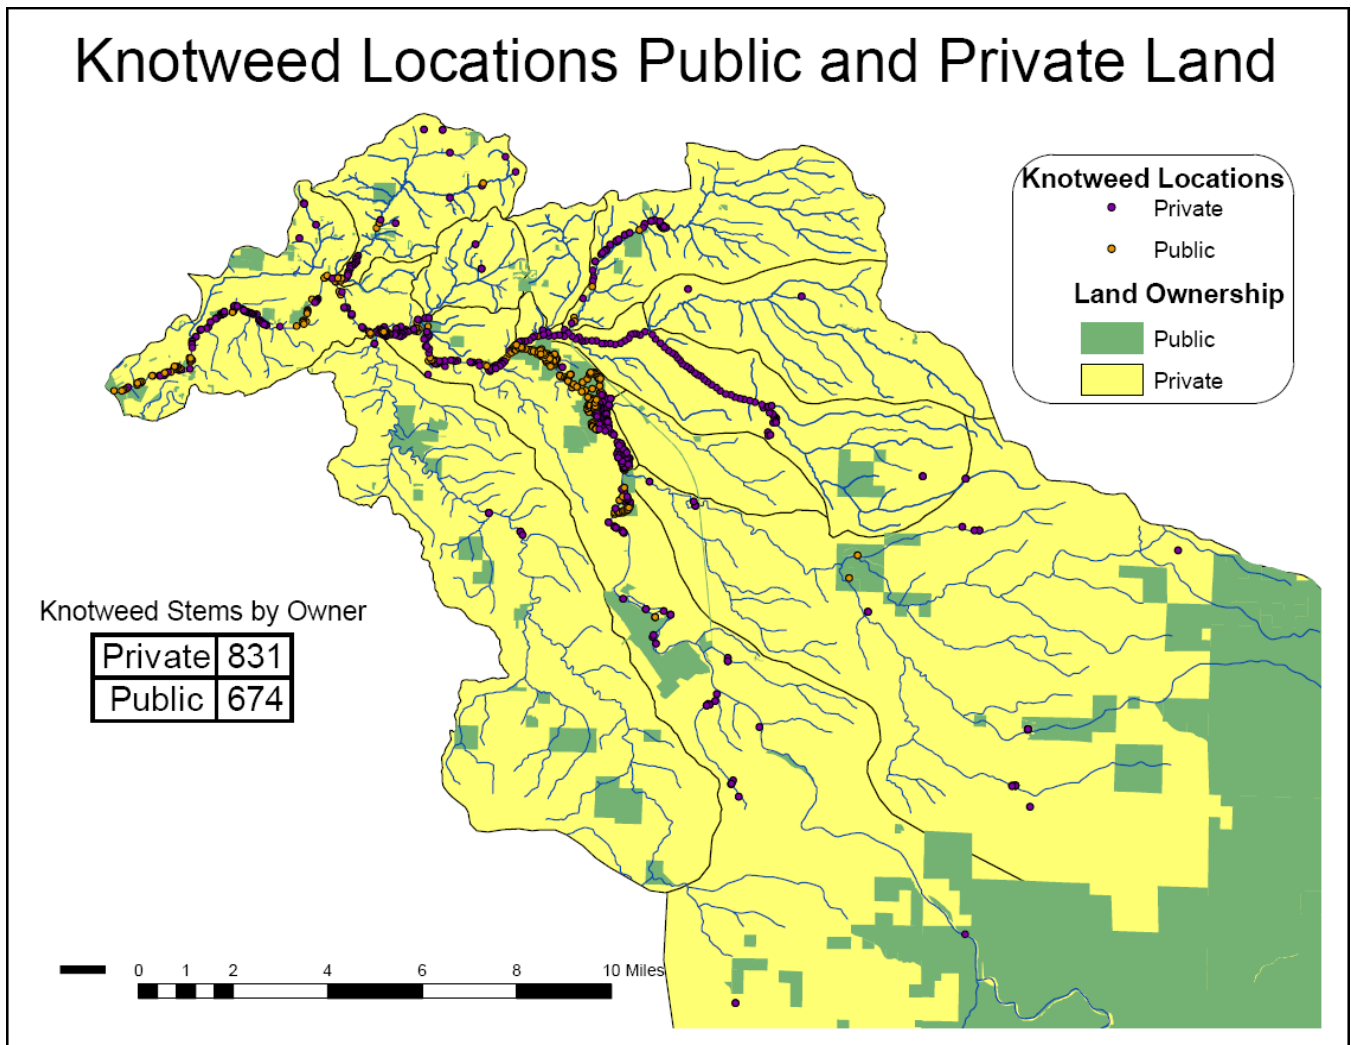 Knotweed Locations Public and Private Land
Knotweed Locations
Private
Public
Land Ownership
Public
Private
Knotweed Stems by Owner
Private 831
Public 674
0 1 2 4 6 8 10 Miles